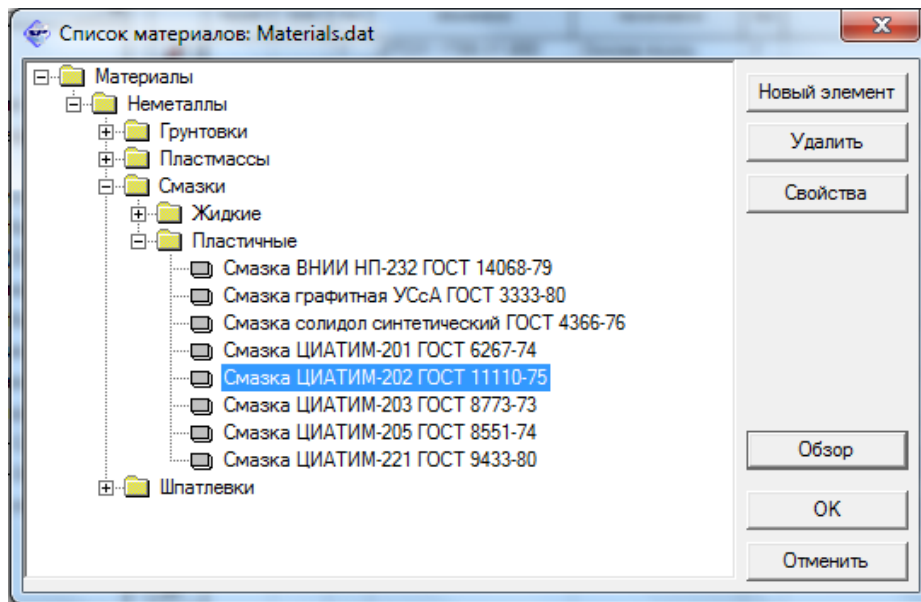 Список материалов: Materials.dat
Материалы
Неметаллы
Грунтовки
Пластмассы
Смазки
Жидкие
Пластичные
Смазка ВНИИ НП-232 ГОСТ 14068-79
Смазка графитная УСсА ГОСТ 3333-80
Смазка солидол синтетический ГОСТ 4366-76
Смазка ЦИАТИМ-201 ГОСТ 6267-74
Смазка ЦИАТИМ-202 ГОСТ 11110-75
Смазка ЦИАТИМ-203 ГОСТ 8773-73
Смазка ЦИАТИМ-205 ГОСТ 8551-74
Смазка ЦИАТИМ-221 ГОСТ 9433-80
Шпатлевки
Новый элемент
Удалить
Свойства
Обзор
OK
Отменить